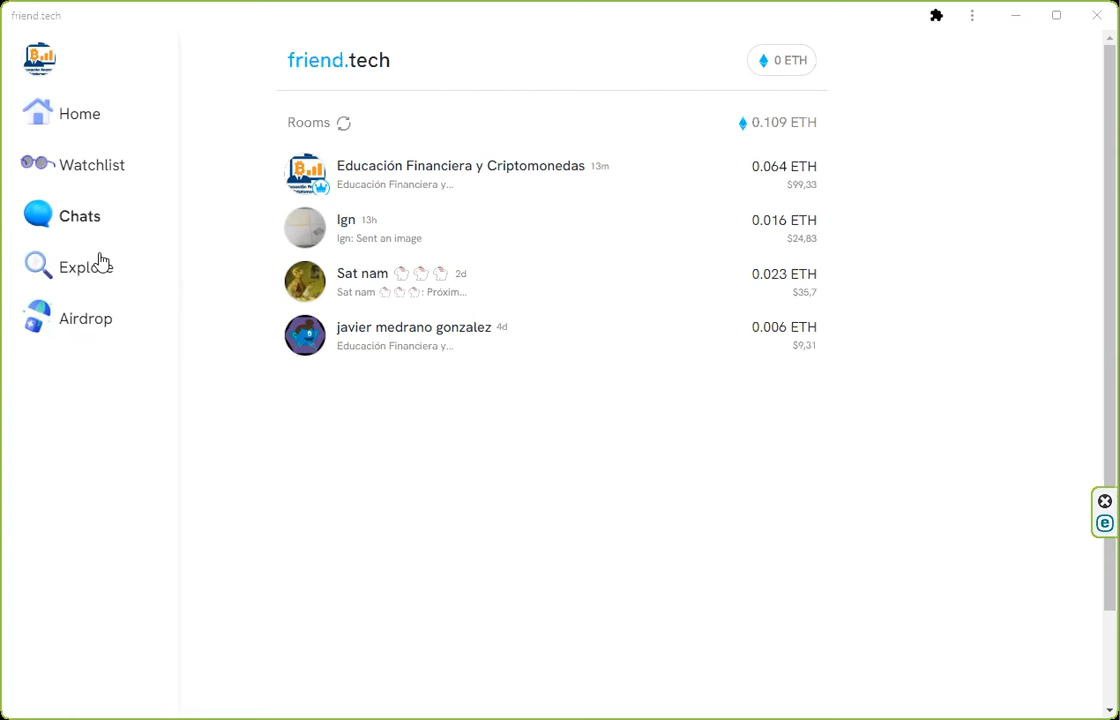 friend.tech
Home
Watchlist
Chats
Explore
Airdrop
friend.tech
0 ETH
Rooms
0.109 ETH
Educación Financiera y Criptomonedas 13m
0.064 ETH
Educación Financiera y...
$99,33
Ign 13h
0.016 ETH
Ign: Sent an image
$24,83
Sat nam 2d
0.023 ETH
Sat nam : Próxim...
$35,7
javier medrano gonzalez 4d
0.006 ETH
Educación Financiera y...
$9,31